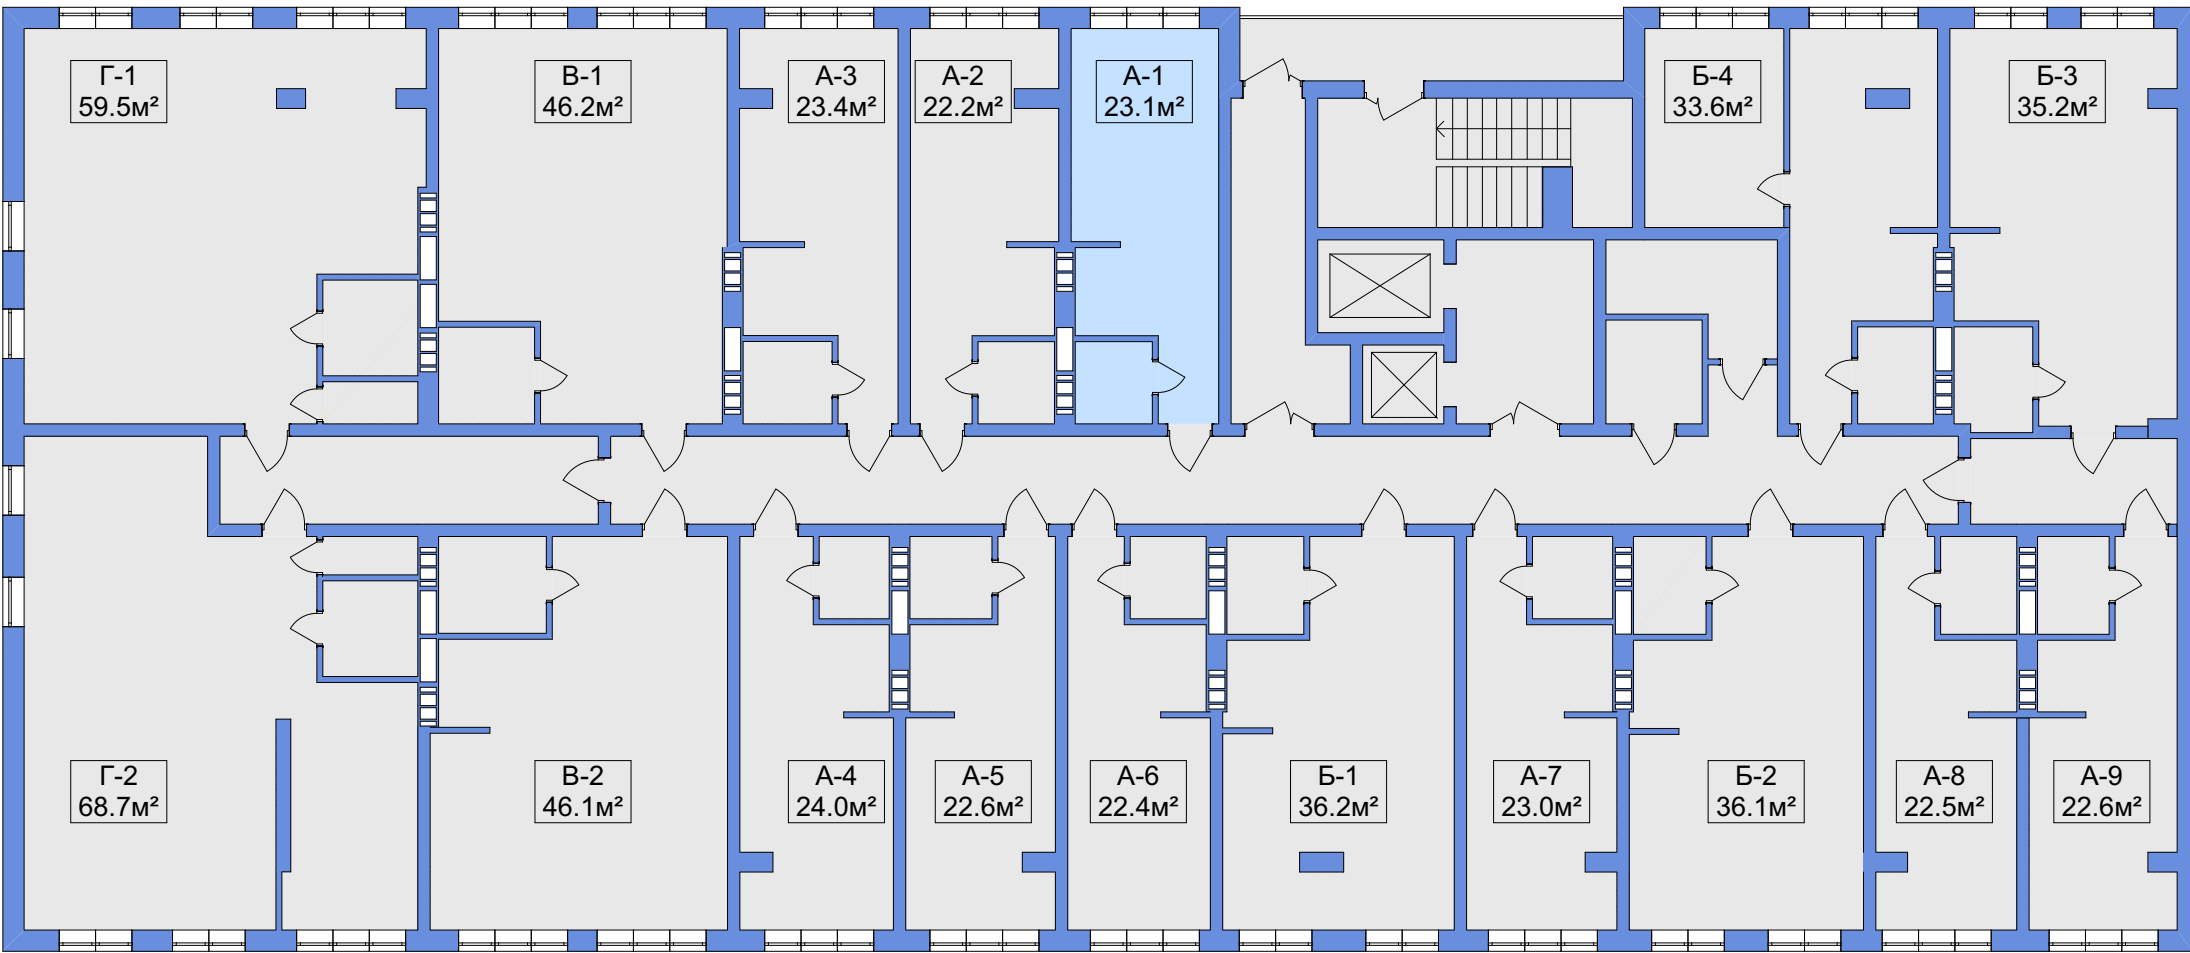 Г-1
59.5м²
В-1
46.2м²
А-3
23.4м²
А-2
22.2м²
А-1
23.1м²
Б-4
33.6м²
Б-3
35.2м²
Г-2
68.7м²
В-2
46.1м²
А-4
24.0м²
А-5
22.6м²
А-6
22.4м²
Б-1
36.2м²
А-7
23.0м²
Б-2
36.1м²
А-8
22.5м²
А-9
22.6м²